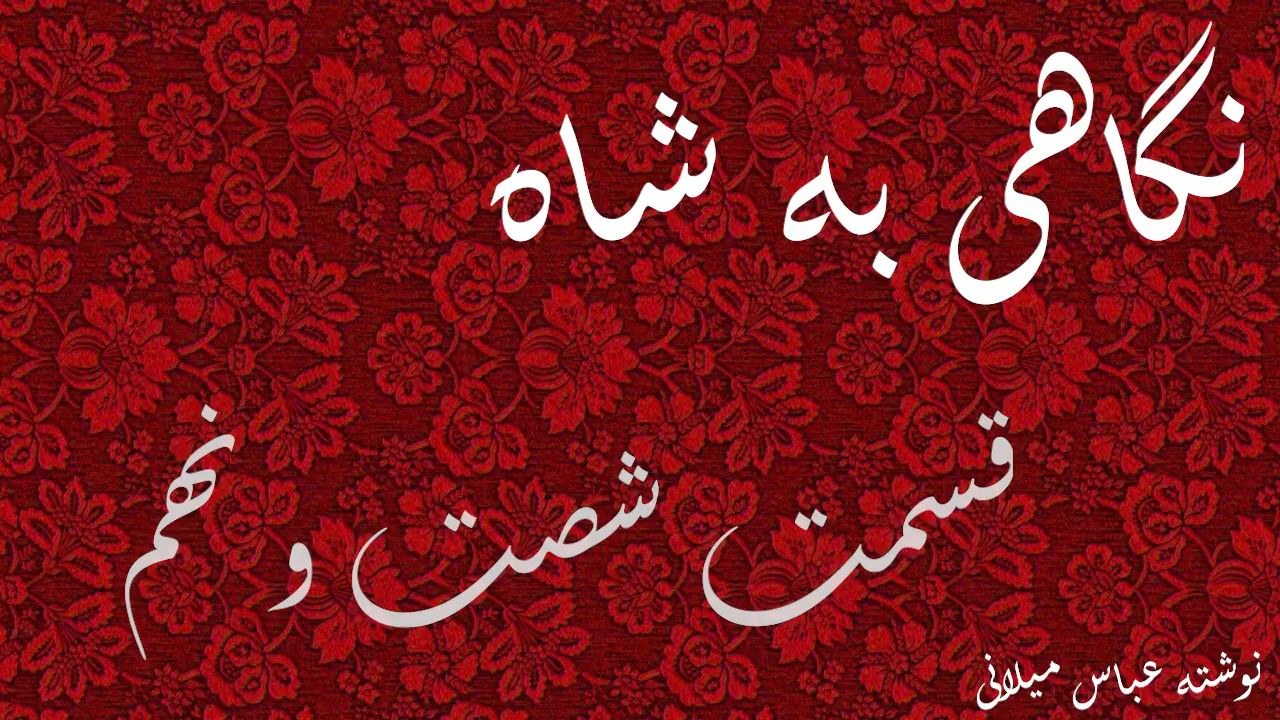 نگاهی به شاه
قسمت شصت و نهم
نوشته عباس میلانی